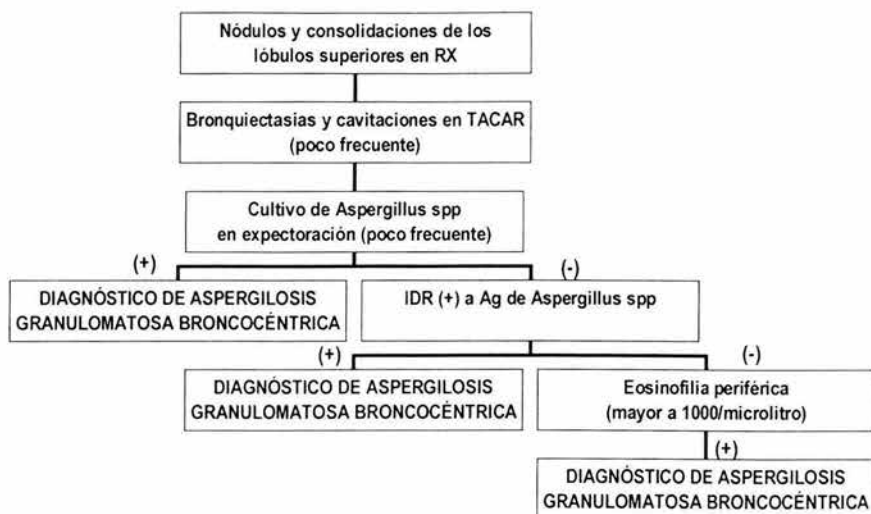 Nódulos y consolidaciones de los
lóbulos superiores en RX
Bronquiectasias y cavitaciones en TACAR
(poco frecuente)
Cultivo de Aspergillus spp
en expectoración (poco frecuente)
(+)
(-)
DIAGNÓSTICO DE ASPERGILOSIS
GRANULOMATOSA BRONCOCÉNTRICA
IDR (+) a Ag de Aspergillus spp
(+)
(-)
DIAGNÓSTICO DE ASPERGILOSIS
GRANULOMATOSA BRONCOCÉNTRICA
Eosinofilia periférica
(mayor a 1000/microlitro)
(+)
DIAGNÓSTICO DE ASPERGILOSIS
GRANULOMATOSA BRONCOCÉNTRICA